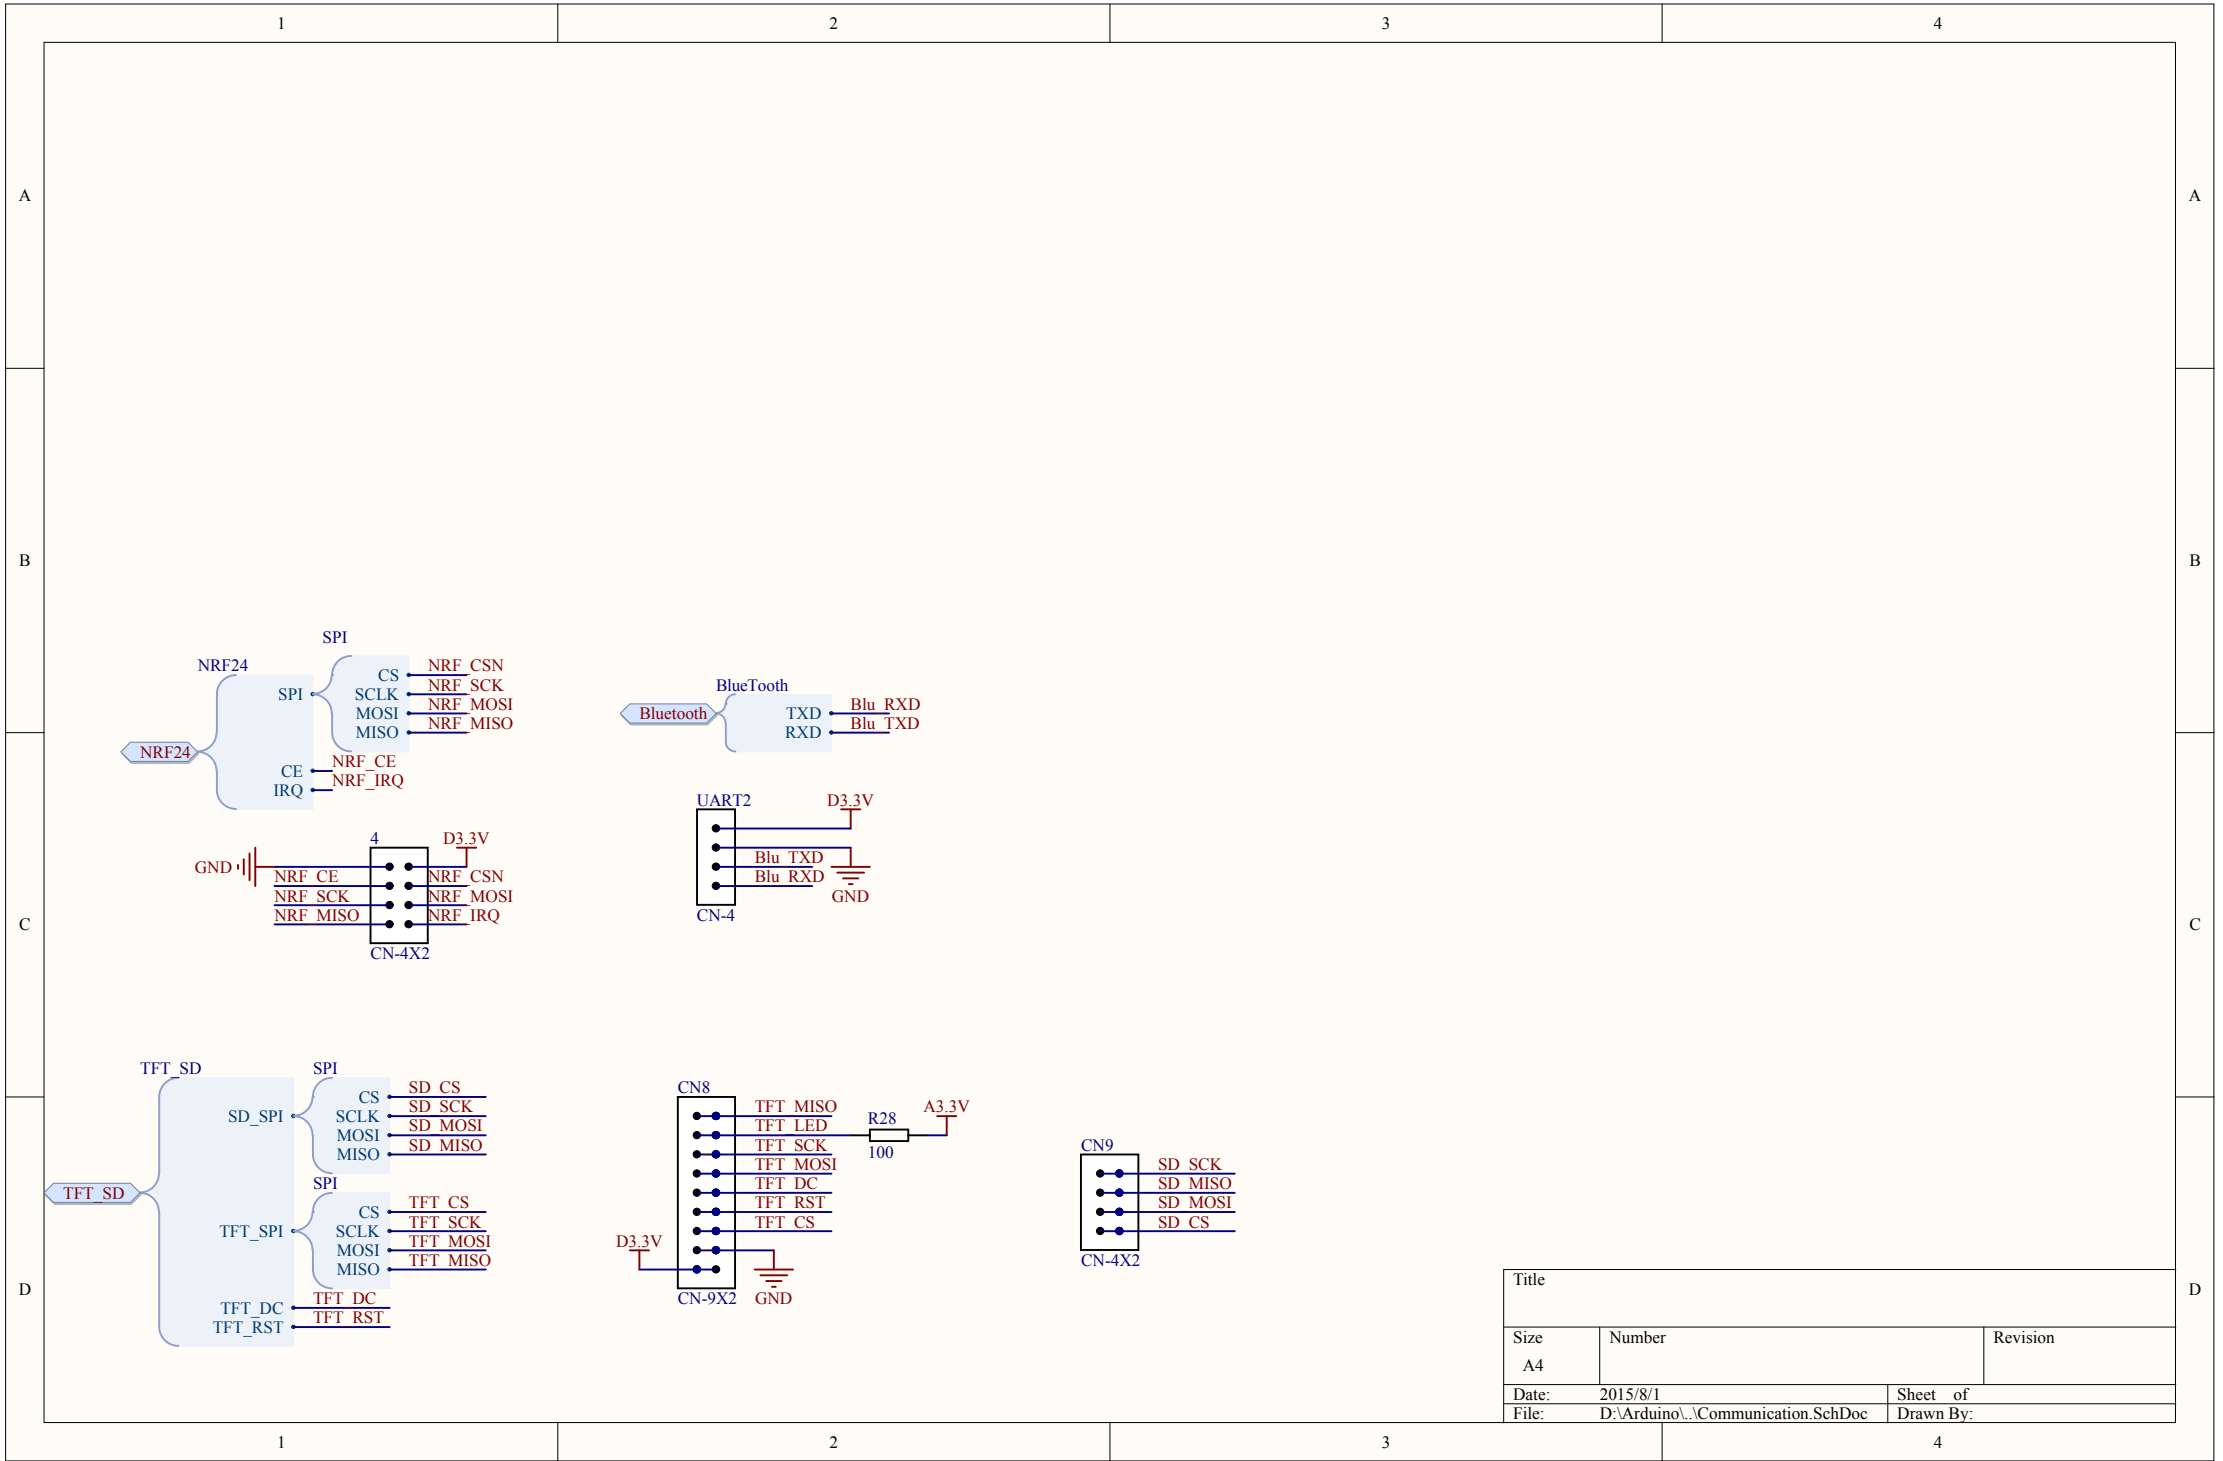 1 2 3 4
A A
B B
C C
D D
SPI
NRF24
SPI
CS NRF_CSN
SCLK NRF_SCK
MOSI NRF_MOSI
MISO NRF_MISO
NRF24
CE NRF_CE
IRQ NRF_IRQ
BlueTooth
Bluetooth
TXD Blu_RXD
RXD Blu_TXD
4
D3.3V
GND
NRF_CE NRF_CSN
NRF_SCK NRF_MOSI
NRF_MISO NRF_IRQ
CN-4X2
UART2
D3.3V
Blu_TXD
Blu_RXD
GND
CN-4
TFT_SD
SPI
SD_SPI
CS SD_CS
SCLK SD_SCK
MOSI SD_MOSI
MISO SD_MISO
TFT_SD
SPI
TFT_SPI
CS TFT_CS
SCLK TFT_SCK
MOSI TFT_MOSI
MISO TFT_MISO
TFT_DC TFT_DC
TFT_RST TFT_RST
CN8
TFT_MISO
TFT_LED
R28
100
A3.3V
TFT_SCK
TFT_MOSI
TFT_DC
TFT_RST
TFT_CS
D3.3V
GND
CN-9X2
CN9
SD_SCK
SD_MISO
SD_MOSI
SD_CS
CN-4X2
Title
Size Number Revision
A4
Date: 2015/8/1 Sheet of
File: D:\Arduino\..\Communication.SchDoc Drawn By:
1 2 3 4